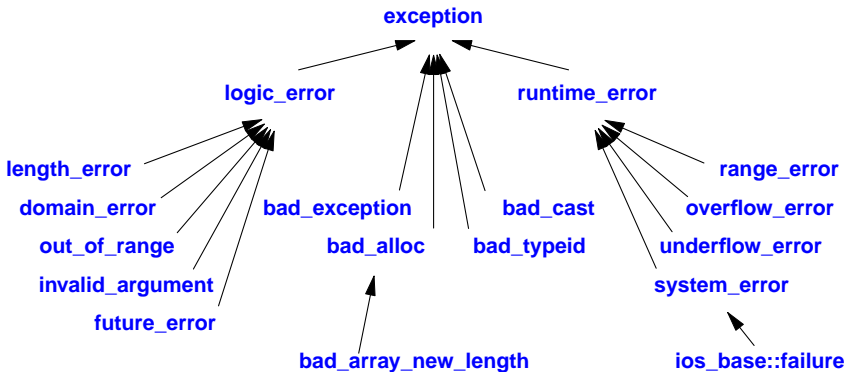 exception
logic_error runtime_error
length_error range_error
domain_error bad_exception bad_cast overflow_error
out_of_range bad_alloc bad_typeid underflow_error
invalid_argument system_error
future_error
bad_array_new_length ios_base::failure